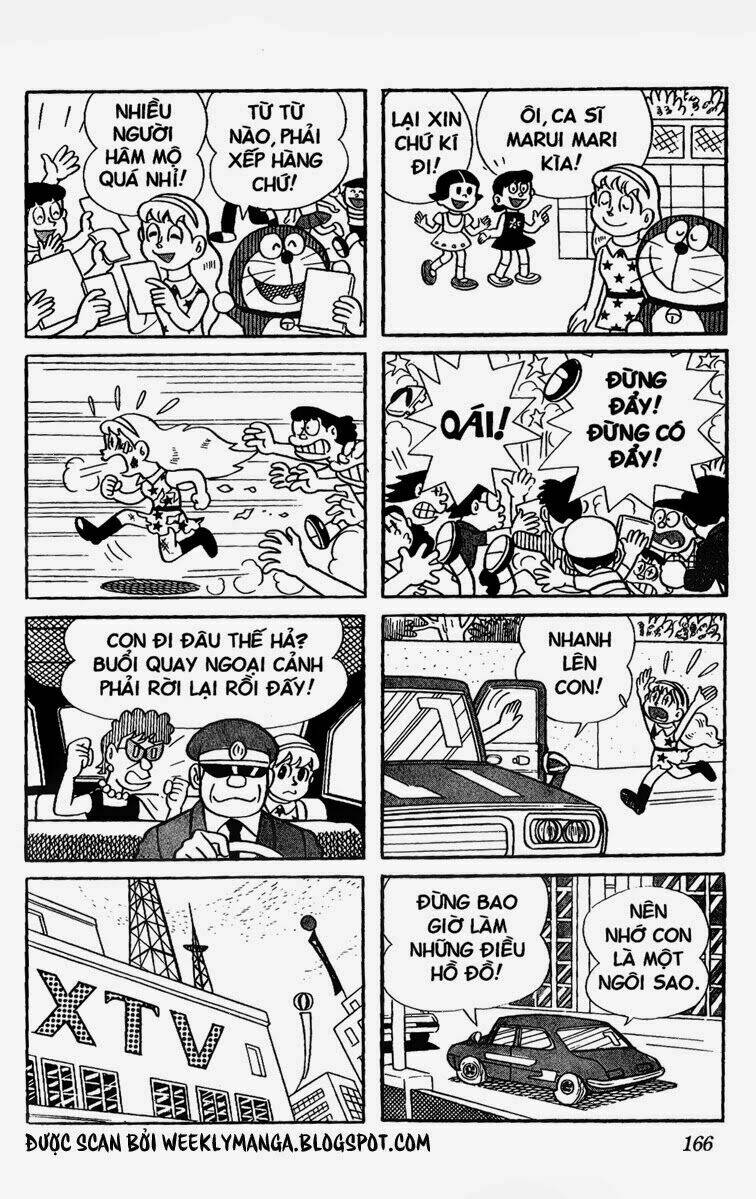 ÔI, CA SĨ
MARUI MARI
KÌA!
LẠI XIN
CHỮ KÍ
ĐI!
TỪ TỪ
NÀO, PHẢI
XẾP HÀNG
CHỨ!
NHIỀU
NGƯỜI
HÂM MỘ
QUÁ NHỈ!
ĐỪNG
ĐẨY!
ĐỪNG CÓ
ĐẨY!
OÁI!
NHANH
LÊN
CON!
CON ĐI ĐÂU THẾ HẢ?
BUỔI QUAY NGOẠI CẢNH
PHẢI RỜI LẠI RỒI ĐẤY!
NÊN
NHỚ CON
LÀ MỘT
NGÔI SAO.
ĐỪNG BAO
GIỜ LÀM
NHỮNG ĐIỀU
HỒ ĐỒ!
XTV
ĐƯỢC SCAN BỞI WEEKLYMANGA.BLOGSPOT.COM
166